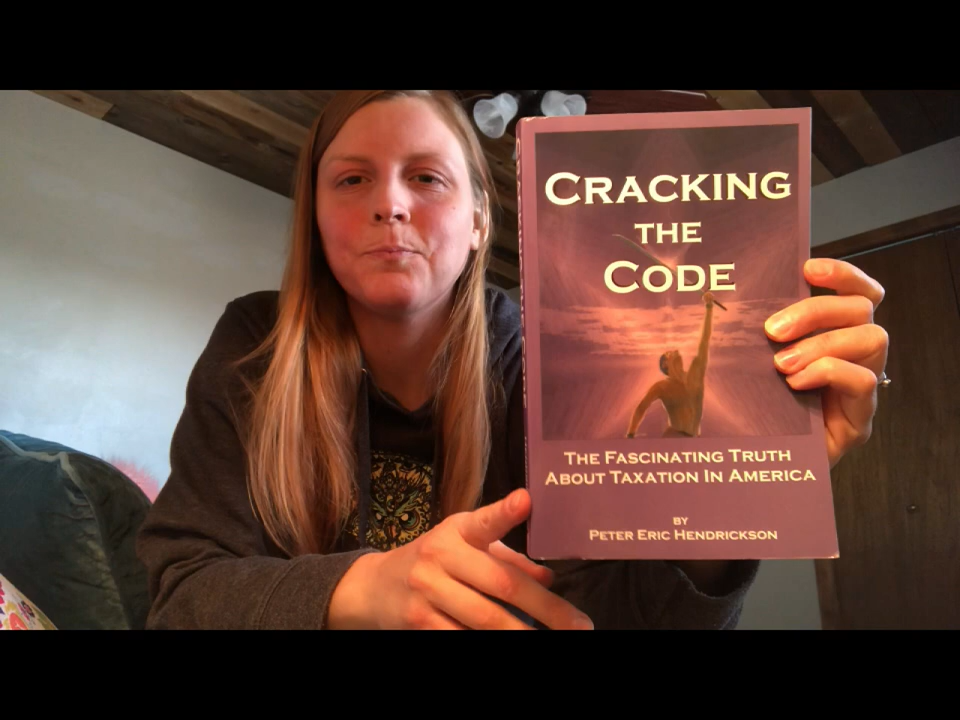 CRACKING
THE
CODE
THE FASCINATING TRUTH
ABOUT TAXATION IN AMERICA
BY
PETER ERIC HENDRICKSON